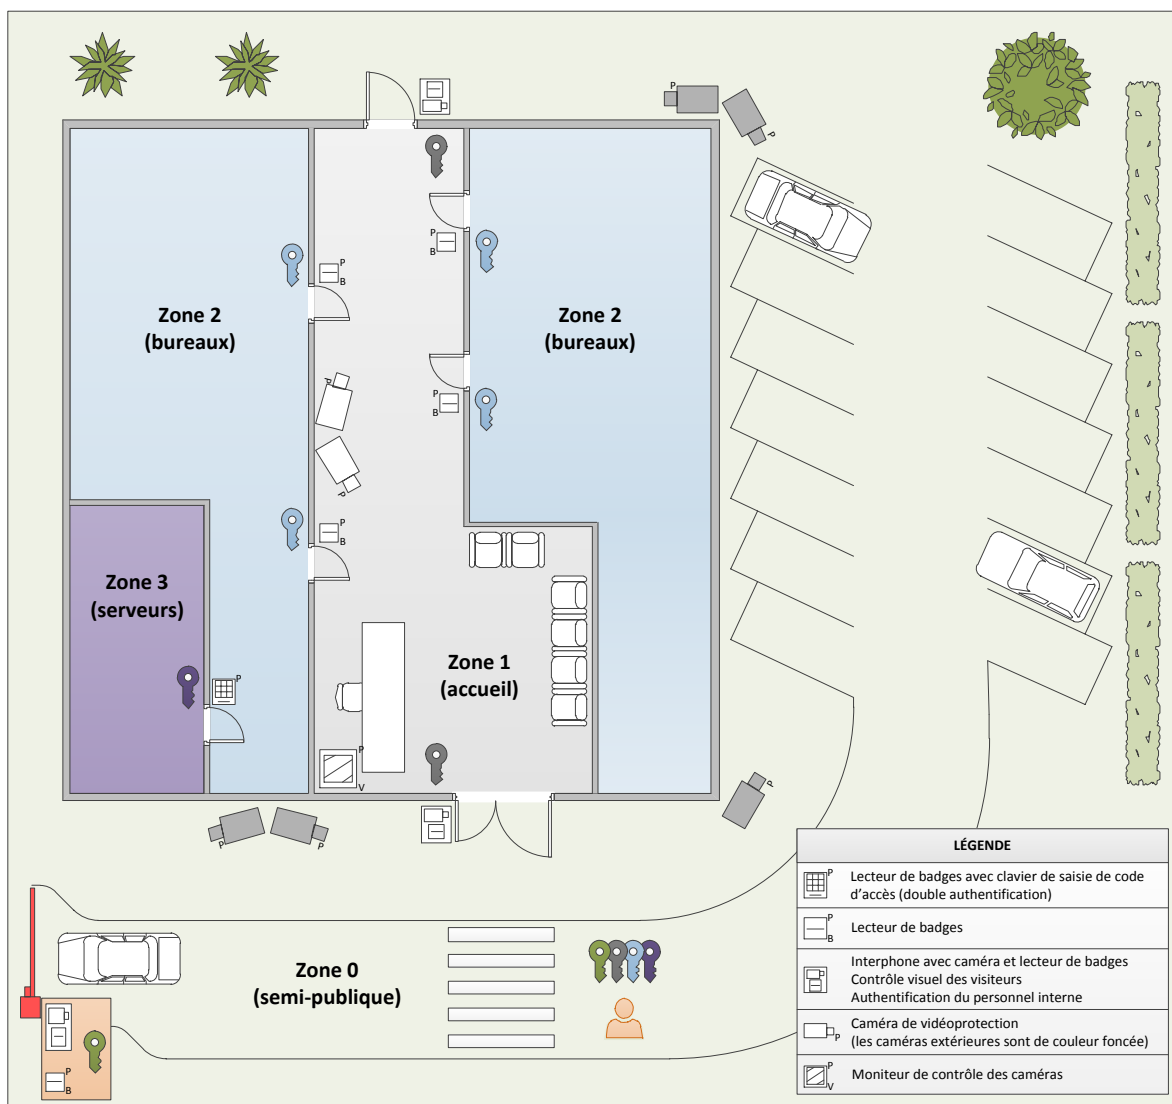 P
P
P
B
P
B
Zone 2
(bureaux)
Zone 2
(bureaux)
P
B
P
P
P
B
Zone 3
(serveurs)
Zone 1
(accueil)
P
P
V
P
P
P
Zone 0
(semi-publique)
P
B
LÉGENDE
P
Lecteur de badges avec clavier de saisie de code
d’accès (double authentification)
P
B
Lecteur de badges
Interphone avec caméra et lecteur de badges
Contrôle visuel des visiteurs
Authentification du personnel interne
P
Caméra de vidéoprotection
(les caméras extérieures sont de couleur foncée)
P
V
Moniteur de contrôle des caméras